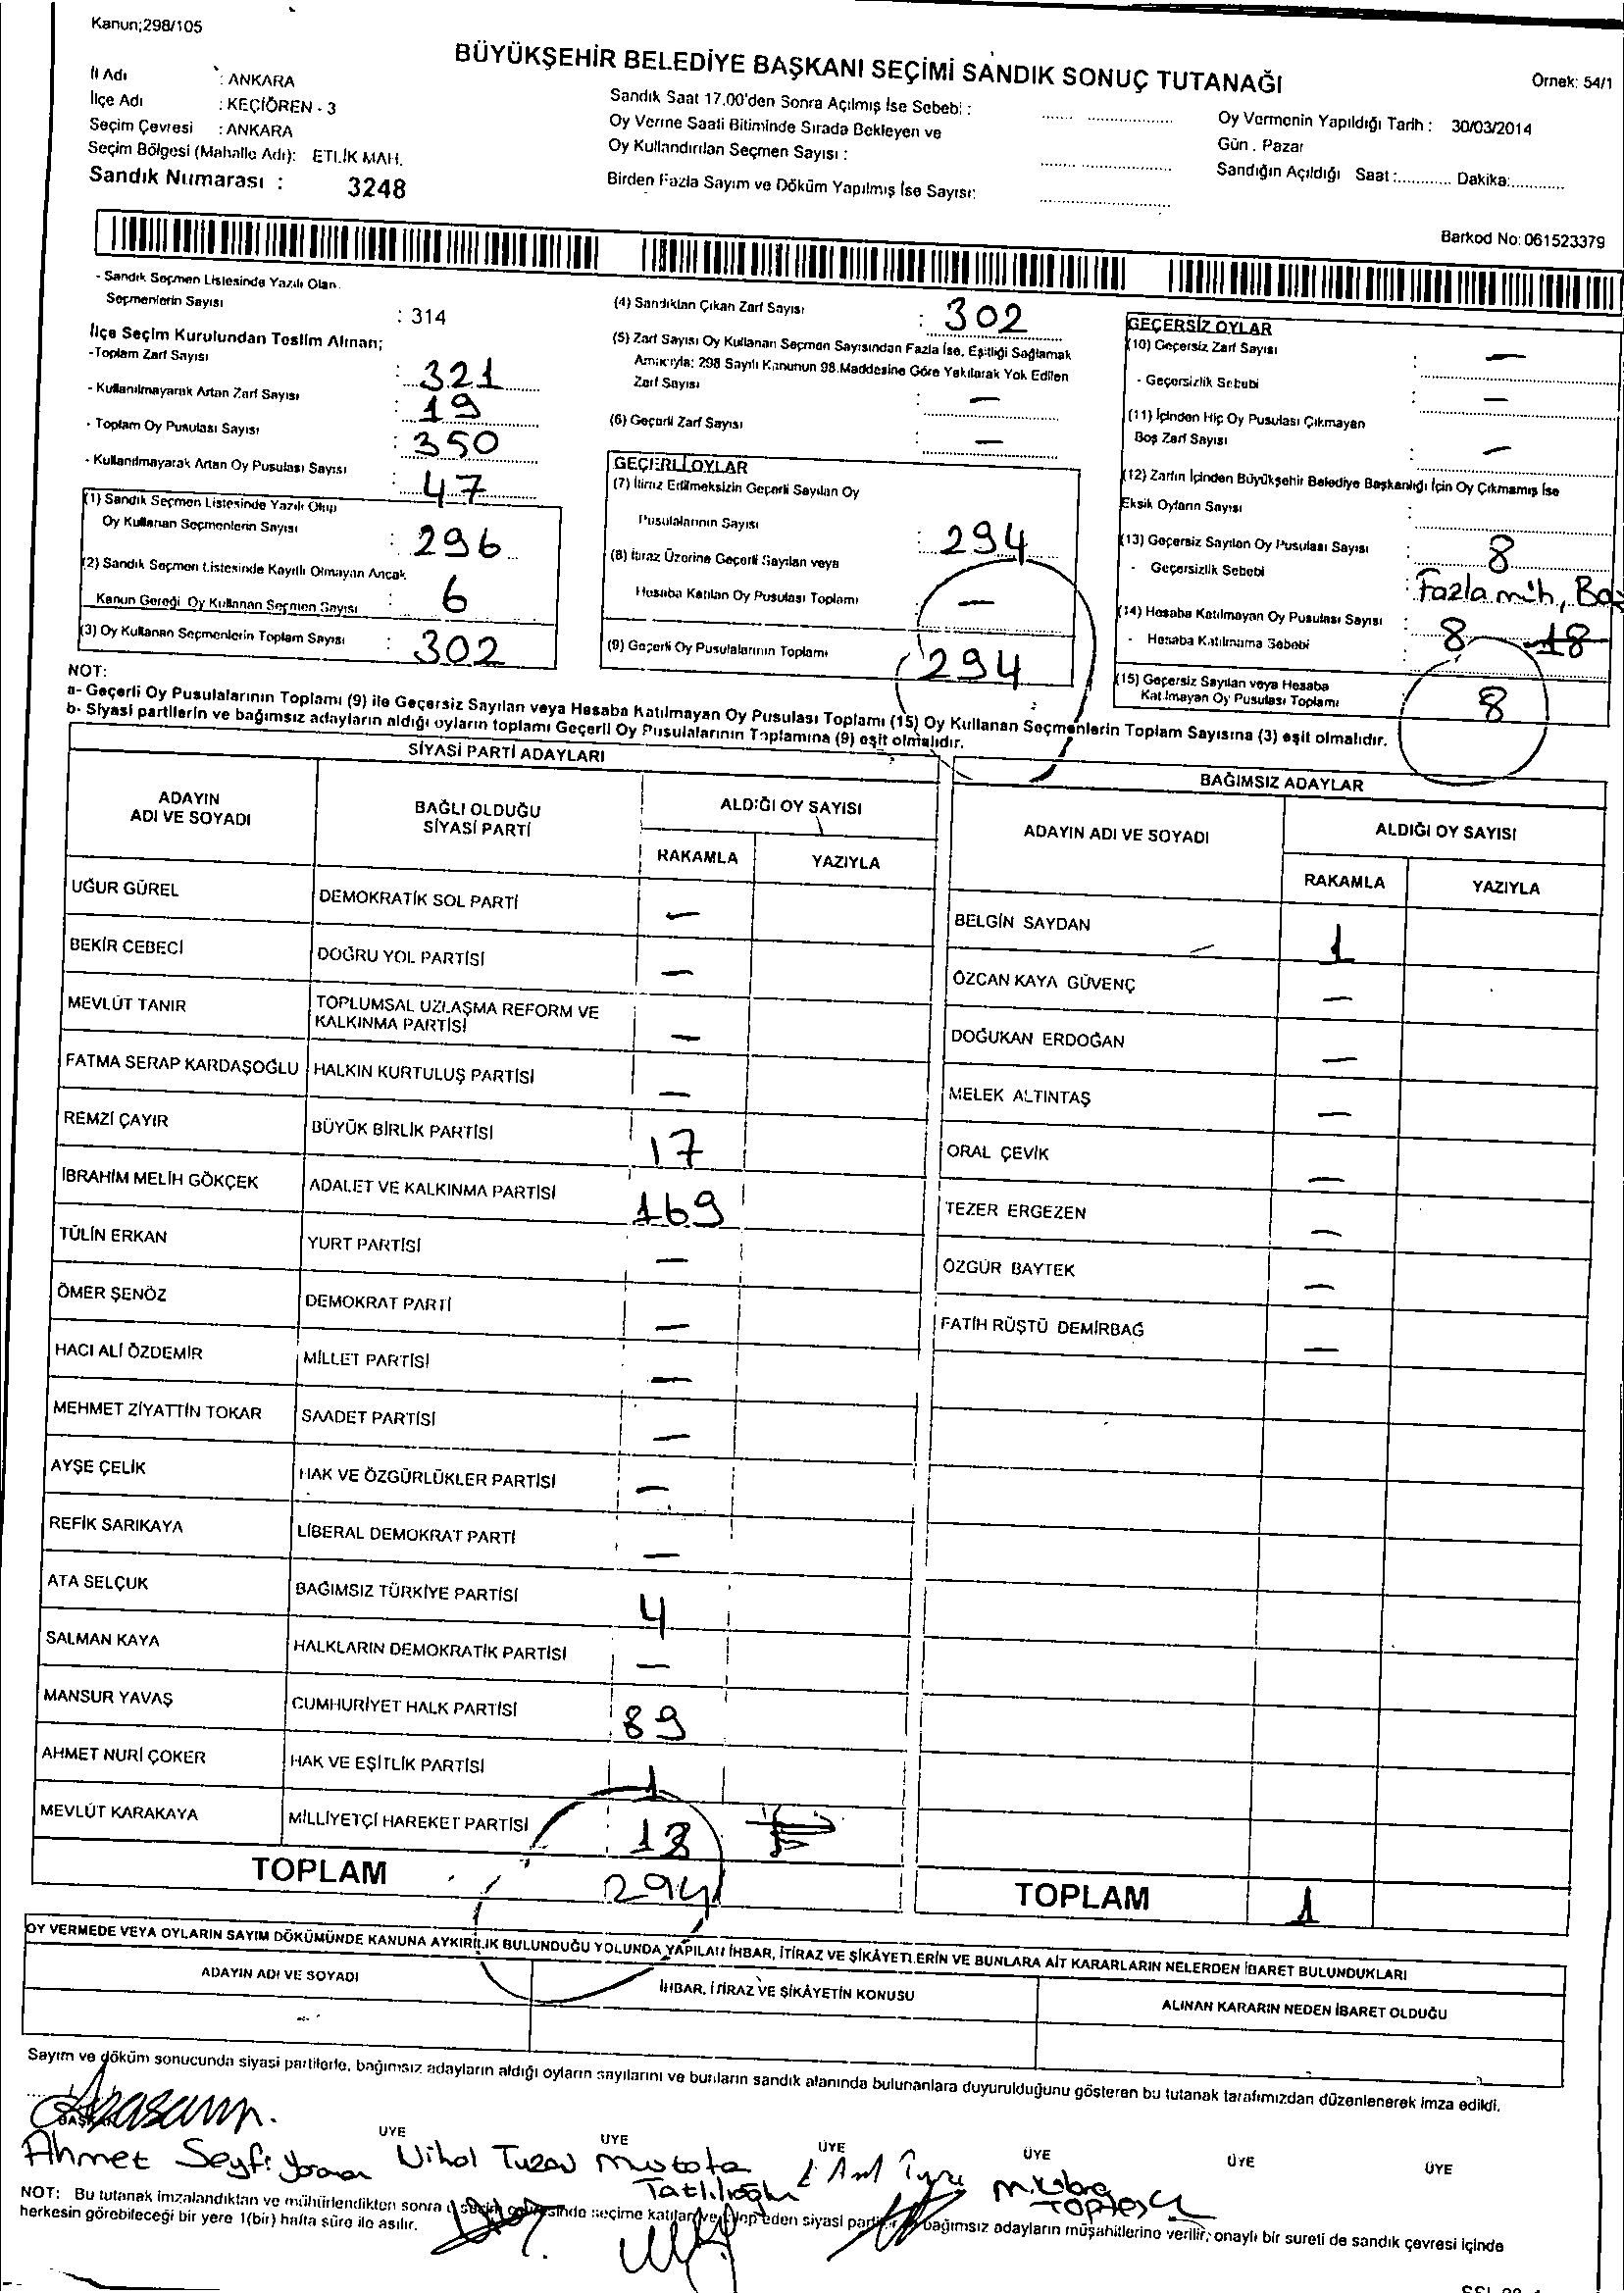 Kanun;298/105
BÜYÜKŞEHİR BELEDİYE BAŞKANI SEÇİMİ SANDIK SONUÇ TUTANAĞI
Örnek: 54/1
İl Adı : ANKARA
İlçe Adı : KEÇİÖREN - 3
Seçim Çevresi : ANKARA
Seçim Bölgesi (Mahalle Adı): ETLİK MAH.
Sandık Numarası : 3248
Sandık Saat 17.00'den Sonra Açılmış İse Sebebi :
Oy Verme Saati Bitiminde Sırada Bekleyen ve
Oy Kullandırılan Seçmen Sayısı :
Birden Fazla Sayım ve Döküm Yapılmış İse Sayısı:
Oy Vermenin Yapıldığı Tarih : 30/03/2014
Gün . Pazar
Sandığın Açıldığı Saat :............ Dakika:............
Barkod No: 061523379
- Sandık Seçmen Listesinde Yazılı Olan
Seçmenlerin Sayısı : 314
İlçe Seçim Kurulundan Teslim Alınan;
-Toplam Zarf Sayısı : 321
- Kullanılmayarak Artan Zarf Sayısı : 19
- Toplam Oy Pusulası Sayısı : 350
- Kullanılmayarak Artan Oy Pusulası Sayısı : 47
(1) Sandık Seçmen Listesinde Yazılı Olup
Oy Kullanan Seçmenlerin Sayısı : 296
(2) Sandık Seçmen Listesinde Kayıtlı Olmayan Ancak
Kanun Gereği Oy Kullanan Seçmen Sayısı : 6
(3) Oy Kullanan Seçmenlerin Toplam Sayısı : 302
(4) Sandıktan Çıkan Zarf Sayısı : 302
(5) Zarf Sayısı Oy Kullanan Seçmen Sayısından Fazla İse, Eşitliği Sağlamak
Amacıyla; 298 Sayılı Kanunun 98.Maddesine Göre Yakılarak Yok Edilen
Zarf Sayısı : —
(6) Geçerli Zarf Sayısı : —
GEÇERLİ OYLAR
(7) İtiraz Edilmeksizin Geçerli Sayılan Oy
Pusulalarının Sayısı : 294
(8) İtiraz Üzerine Geçerli Sayılan veya
Hesaba Katılan Oy Pusulası Toplamı : —
(9) Geçerli Oy Pusulalarının Toplamı 294
GEÇERSİZ OYLAR
(10) Geçersiz Zarf Sayısı : —
- Geçersizlik Sebebi : —
(11) İçinden Hiç Oy Pusulası Çıkmayan
Boş Zarf Sayısı : —
(12) Zarfın İçinden Büyükşehir Belediye Başkanlığı İçin Oy Çıkmamış İse
Eksik Oyların Sayısı :
(13) Geçersiz Sayılan Oy Pusulası Sayısı : 8
- Geçersizlik Sebebi : Fazla müh, Boş
(14) Hesaba Katılmayan Oy Pusulası Sayısı : 8 18
- Hesaba Katılmama Sebebi :
(15) Geçersiz Sayılan veya Hesaba
Katılmayan Oy Pusulası Toplamı 8
NOT:
a- Geçerli Oy Pusulalarının Toplamı (9) ile Geçersiz Sayılan veya Hesaba Katılmayan Oy Pusulası Toplamı (15) Oy Kullanan Seçmenlerin Toplam Sayısına (3) eşit olmalıdır.
b- Siyasi partilerin ve bağımsız adayların aldığı oyların toplamı Geçerli Oy Pusulalarının Toplamına (9) eşit olmalıdır.
SİYASİ PARTİ ADAYLARI
ADAYIN ADI VE SOYADI BAĞLI OLDUĞU SİYASİ PARTİ ALDIĞI OY SAYISI
RAKAMLA YAZIYLA
UĞUR GÜREL DEMOKRATİK SOL PARTİ —
BEKİR CEBECİ DOĞRU YOL PARTİSİ —
MEVLÜT TANIR TOPLUMSAL UZLAŞMA REFORM VE KALKINMA PARTİSİ —
FATMA SERAP KARDAŞOĞLU HALKIN KURTULUŞ PARTİSİ —
REMZİ ÇAYIR BÜYÜK BİRLİK PARTİSİ 17
İBRAHİM MELİH GÖKÇEK ADALET VE KALKINMA PARTİSİ 169
TÜLİN ERKAN YURT PARTİSİ —
ÖMER ŞENÖZ DEMOKRAT PARTİ —
HACI ALİ ÖZDEMİR MİLLET PARTİSİ —
MEHMET ZİYATTİN TOKAR SAADET PARTİSİ —
AYŞE ÇELİK HAK VE ÖZGÜRLÜKLER PARTİSİ —
REFİK SARIKAYA LİBERAL DEMOKRAT PARTİ —
ATA SELÇUK BAĞIMSIZ TÜRKİYE PARTİSİ 4
SALMAN KAYA HALKLARIN DEMOKRATİK PARTİSİ —
MANSUR YAVAŞ CUMHURİYET HALK PARTİSİ 89
AHMET NURİ ÇOKER HAK VE EŞİTLİK PARTİSİ 1
MEVLÜT KARAKAYA MİLLİYETÇİ HAREKET PARTİSİ 13
TOPLAM 294
BAĞIMSIZ ADAYLAR
ADAYIN ADI VE SOYADI ALDIĞI OY SAYISI
RAKAMLA YAZIYLA
BELGİN SAYDAN 1
ÖZCAN KAYA GÜVENÇ —
DOĞUKAN ERDOĞAN —
MELEK ALTINTAŞ —
ORAL ÇEVİK —
TEZER ERGEZEN —
ÖZGÜR BAYTEK —
FATİH RÜŞTÜ DEMİRBAĞ —
TOPLAM 1
OY VERMEDE VEYA OYLARIN SAYIM DÖKÜMÜNDE KANUNA AYKIRILIK BULUNDUĞU YOLUNDA YAPILAN İHBAR, İTİRAZ VE ŞİKÂYETLERİN VE BUNLARA AİT KARARLARIN NELERDEN İBARET BULUNDUKLARI
ADAYIN ADI VE SOYADI İHBAR, İTİRAZ VE ŞİKÂYETİN KONUSU ALINAN KARARIN NEDEN İBARET OLDUĞU
Sayım ve döküm sonucunda siyasi partilerle, bağımsız adayların aldığı oyların sayılarını ve bunların sandık alanında bulunanlara duyurulduğunu gösteren bu tutanak tarafımızdan düzenlenerek imza edildi.
BAŞKAN ÜYE ÜYE ÜYE ÜYE ÜYE ÜYE
Ahmet Seyfi Nihal Mustafa
Tatlılıoğlu
NOT: Bu tutanak imzalandıktan ve mühürlendikten sonra seçim çevresinde seçime katılan ve talep eden siyasi parti bağımsız adayların müşahitlerine verilir; onaylı bir sureti de sandık çevresi içinde
herkesin görebileceği bir yere 1(bir) hafta süre ile asılır.